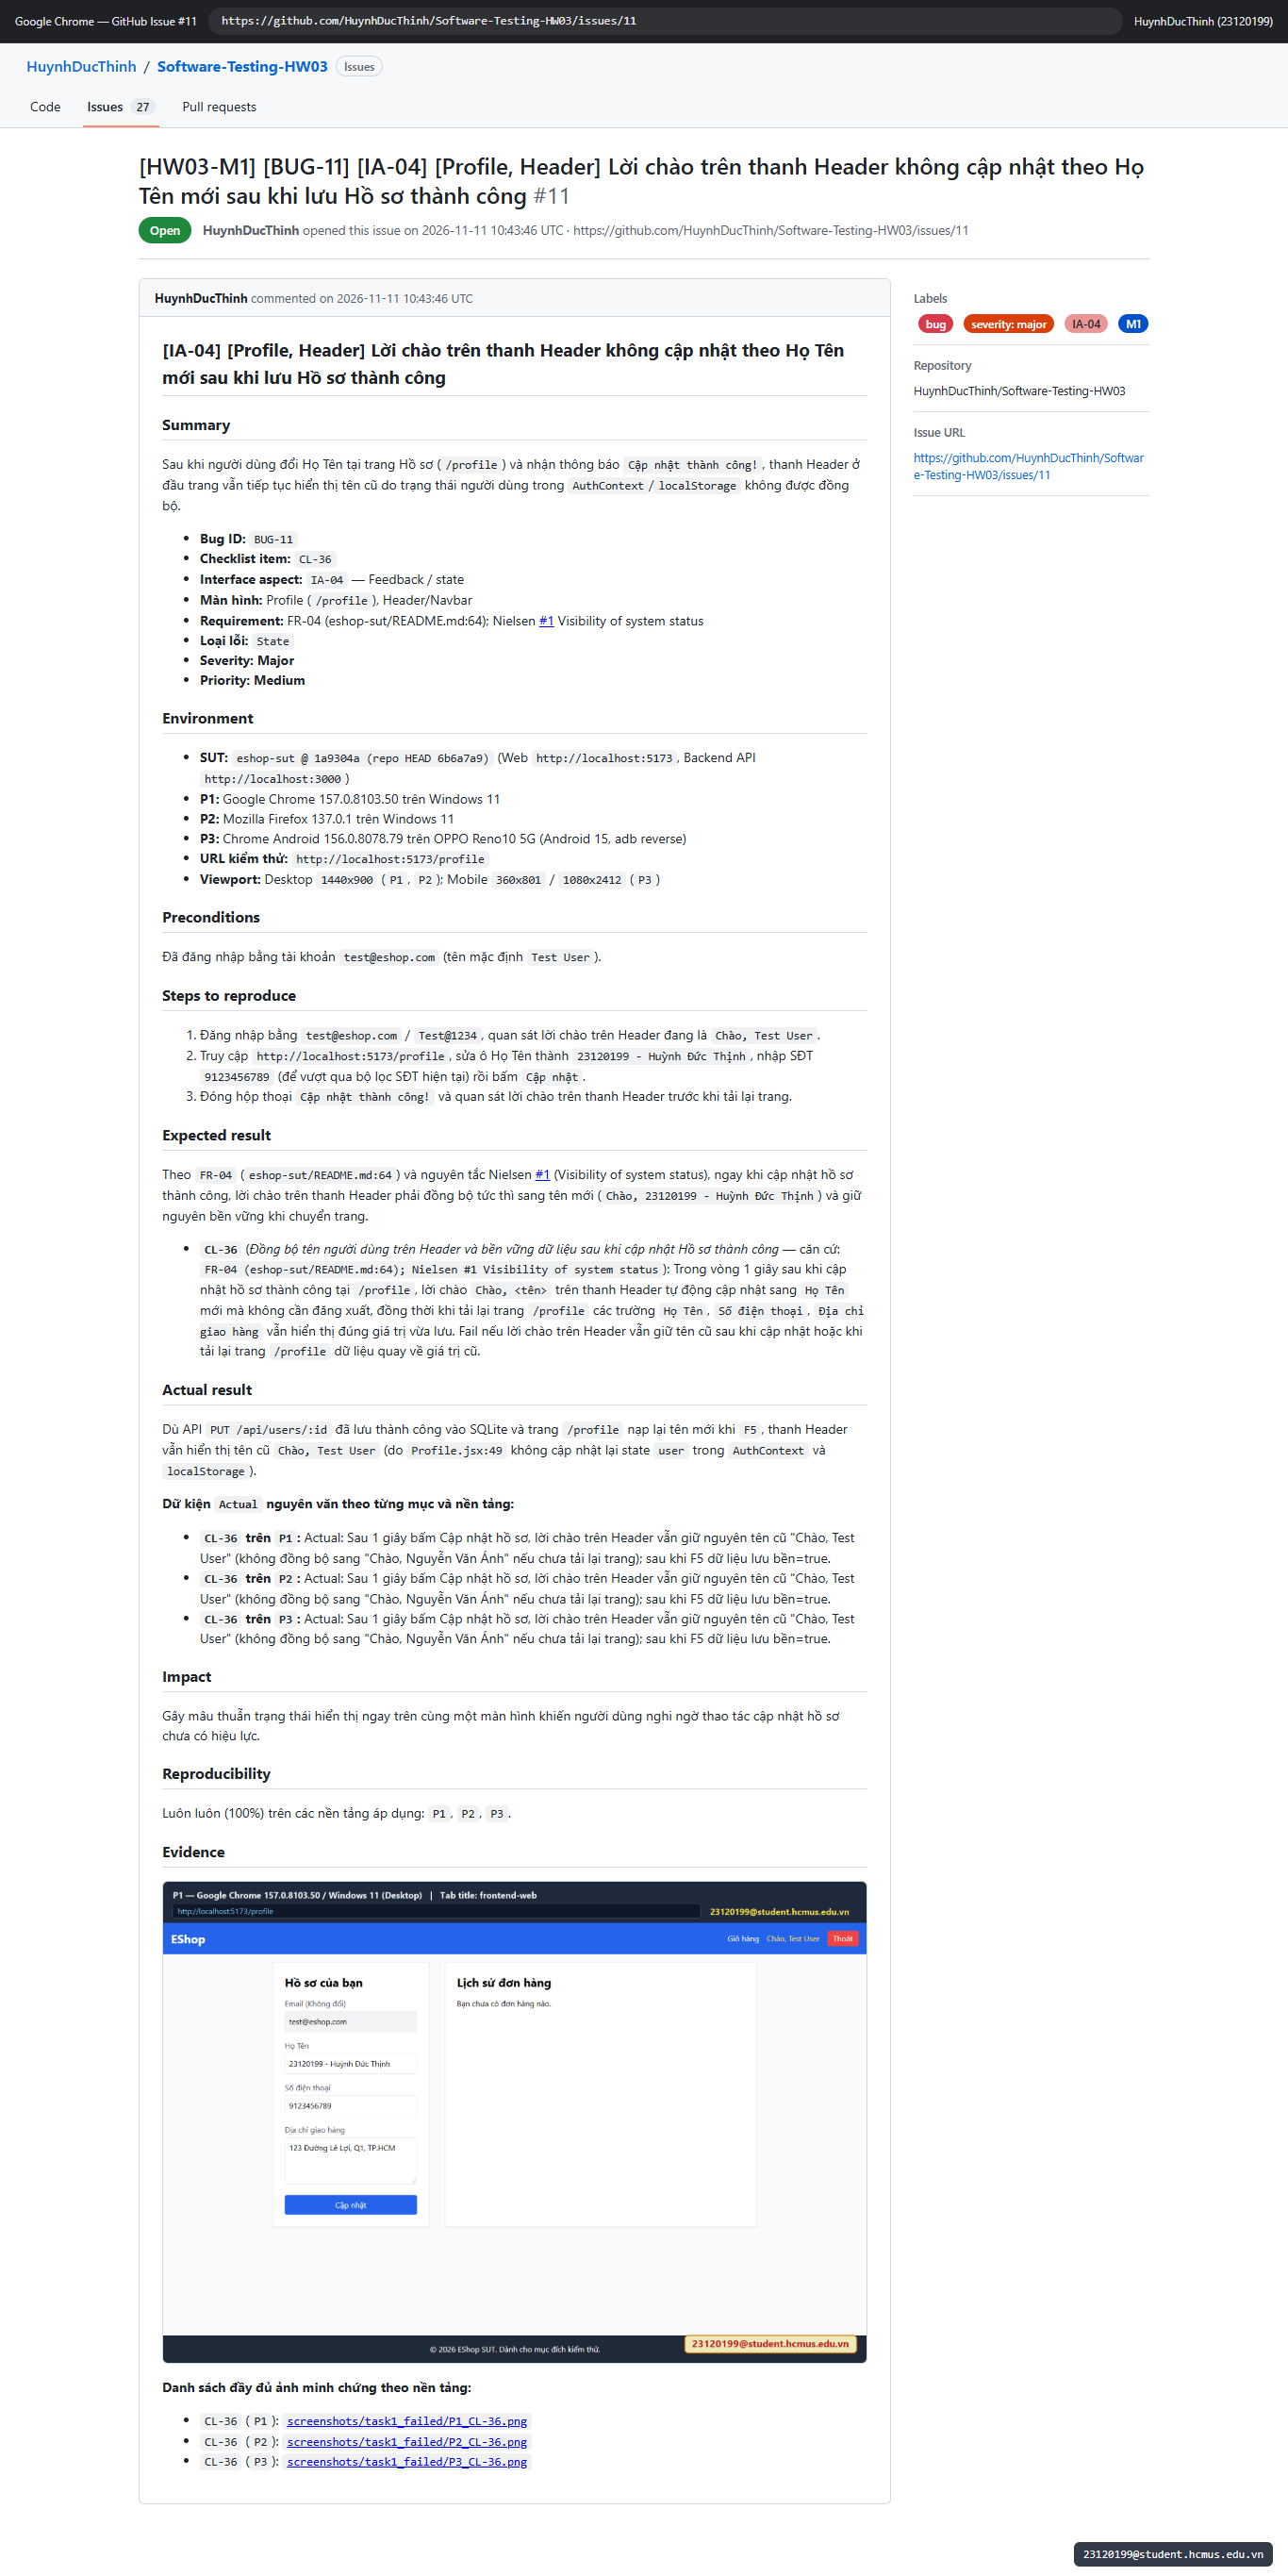 Google Chrome — GitHub Issue #11
https://github.com/HuynhDucThinh/Software-Testing-HW03/issues/11
HuynhDucThinh (23120199)
HuynhDucThinh / Software-Testing-HW03 Issues
Code Issues 27 Pull requests
[HW03-M1] [BUG-11] [IA-04] [Profile, Header] Lời chào trên thanh Header không cập nhật theo Họ
Tên mới sau khi lưu Hồ sơ thành công #11
Open HuynhDucThinh opened this issue on 2026-11-11 10:43:46 UTC · https://github.com/HuynhDucThinh/Software-Testing-HW03/issues/11
HuynhDucThinh commented on 2026-11-11 10:43:46 UTC
[IA-04] [Profile, Header] Lời chào trên thanh Header không cập nhật theo Họ Tên
mới sau khi lưu Hồ sơ thành công
Summary
Sau khi người dùng đổi Họ Tên tại trang Hồ sơ ( /profile ) và nhận thông báo Cập nhật thành công! , thanh Header ở
đầu trang vẫn tiếp tục hiển thị tên cũ do trạng thái người dùng trong AuthContext / localStorage không được đồng
bộ.
• Bug ID: BUG-11
• Checklist item: CL-36
• Interface aspect: IA-04 — Feedback / state
• Màn hình: Profile ( /profile ), Header/Navbar
• Requirement: FR-04 (eshop-sut/README.md:64); Nielsen #1 Visibility of system status
• Loại lỗi: State
• Severity: Major
• Priority: Medium
Environment
• SUT: eshop-sut @ 1a9304a (repo HEAD 6b6a7a9) (Web http://localhost:5173 , Backend API
http://localhost:3000 )
• P1: Google Chrome 157.0.8103.50 trên Windows 11
• P2: Mozilla Firefox 137.0.1 trên Windows 11
• P3: Chrome Android 156.0.8078.79 trên OPPO Reno10 5G (Android 15, adb reverse)
• URL kiểm thử: http://localhost:5173/profile
• Viewport: Desktop 1440x900 ( P1 , P2 ); Mobile 360x801 / 1080x2412 ( P3 )
Preconditions
Đã đăng nhập bằng tài khoản test@eshop.com (tên mặc định Test User ).
Steps to reproduce
1. Đăng nhập bằng test@eshop.com / Test@1234 , quan sát lời chào trên Header đang là Chào, Test User .
2. Truy cập http://localhost:5173/profile , sửa ô Họ Tên thành 23120199 - Huỳnh Đức Thịnh , nhập SĐT
9123456789 (để vượt qua bộ lọc SĐT hiện tại) rồi bấm Cập nhật .
3. Đóng hộp thoại Cập nhật thành công! và quan sát lời chào trên thanh Header trước khi tải lại trang.
Expected result
Theo FR-04 ( eshop-sut/README.md:64 ) và nguyên tắc Nielsen #1 (Visibility of system status), ngay khi cập nhật hồ sơ
thành công, lời chào trên thanh Header phải đồng bộ tức thì sang tên mới ( Chào, 23120199 - Huỳnh Đức Thịnh ) và giữ
nguyên bền vững khi chuyển trang.
• CL-36 (Đồng bộ tên người dùng trên Header và bền vững dữ liệu sau khi cập nhật Hồ sơ thành công — căn cứ:
FR-04 (eshop-sut/README.md:64); Nielsen #1 Visibility of system status ): Trong vòng 1 giây sau khi cập
nhật hồ sơ thành công tại /profile , lời chào Chào, <tên> trên thanh Header tự động cập nhật sang Họ Tên
mới mà không cần đăng xuất, đồng thời khi tải lại trang /profile các trường Họ Tên , Số điện thoại , Địa chỉ
giao hàng vẫn hiển thị đúng giá trị vừa lưu. Fail nếu lời chào trên Header vẫn giữ tên cũ sau khi cập nhật hoặc khi
tải lại trang /profile dữ liệu quay về giá trị cũ.
Actual result
Dù API PUT /api/users/:id đã lưu thành công vào SQLite và trang /profile nạp lại tên mới khi F5 , thanh Header
vẫn hiển thị tên cũ Chào, Test User (do Profile.jsx:49 không cập nhật lại state user trong AuthContext và
localStorage ).
Dữ kiện Actual nguyên văn theo từng mục và nền tảng:
• CL-36 trên P1 : Actual: Sau 1 giây bấm Cập nhật hồ sơ, lời chào trên Header vẫn giữ nguyên tên cũ "Chào, Test
User" (không đồng bộ sang "Chào, Nguyễn Văn Ánh" nếu chưa tải lại trang); sau khi F5 dữ liệu lưu bền=true.
• CL-36 trên P2 : Actual: Sau 1 giây bấm Cập nhật hồ sơ, lời chào trên Header vẫn giữ nguyên tên cũ "Chào, Test
User" (không đồng bộ sang "Chào, Nguyễn Văn Ánh" nếu chưa tải lại trang); sau khi F5 dữ liệu lưu bền=true.
• CL-36 trên P3 : Actual: Sau 1 giây bấm Cập nhật hồ sơ, lời chào trên Header vẫn giữ nguyên tên cũ "Chào, Test
User" (không đồng bộ sang "Chào, Nguyễn Văn Ánh" nếu chưa tải lại trang); sau khi F5 dữ liệu lưu bền=true.
Impact
Gây mâu thuẫn trạng thái hiển thị ngay trên cùng một màn hình khiến người dùng nghi ngờ thao tác cập nhật hồ sơ
chưa có hiệu lực.
Reproducibility
Luôn luôn (100%) trên các nền tảng áp dụng: P1 , P2 , P3 .
Evidence
P1 — Google Chrome 157.0.8103.50 / Windows 11 (Desktop) | Tab title: frontend-web
http://localhost:5173/profile
23120199@student.hcmus.edu.vn
EShop
Giỏ hàng Chào, Test User Thoát
Hồ sơ của bạn
Email (Không đổi)
test@eshop.com
Họ Tên
23120199 - Huỳnh Đức Thịnh
Số điện thoại
9123456789
Địa chỉ giao hàng
123 Đường Lê Lợi, Q1, TP.HCM
Cập nhật
Lịch sử đơn hàng
Bạn chưa có đơn hàng nào.
© 2026 EShop SUT. Dành cho mục đích kiểm thử.
23120199@student.hcmus.edu.vn
Danh sách đầy đủ ảnh minh chứng theo nền tảng:
• CL-36 ( P1 ): screenshots/task1_failed/P1_CL-36.png
• CL-36 ( P2 ): screenshots/task1_failed/P2_CL-36.png
• CL-36 ( P3 ): screenshots/task1_failed/P3_CL-36.png
Labels
bug severity: major IA-04 M1
Repository
HuynhDucThinh/Software-Testing-HW03
Issue URL
https://github.com/HuynhDucThinh/Softwar
e-Testing-HW03/issues/11
23120199@student.hcmus.edu.vn